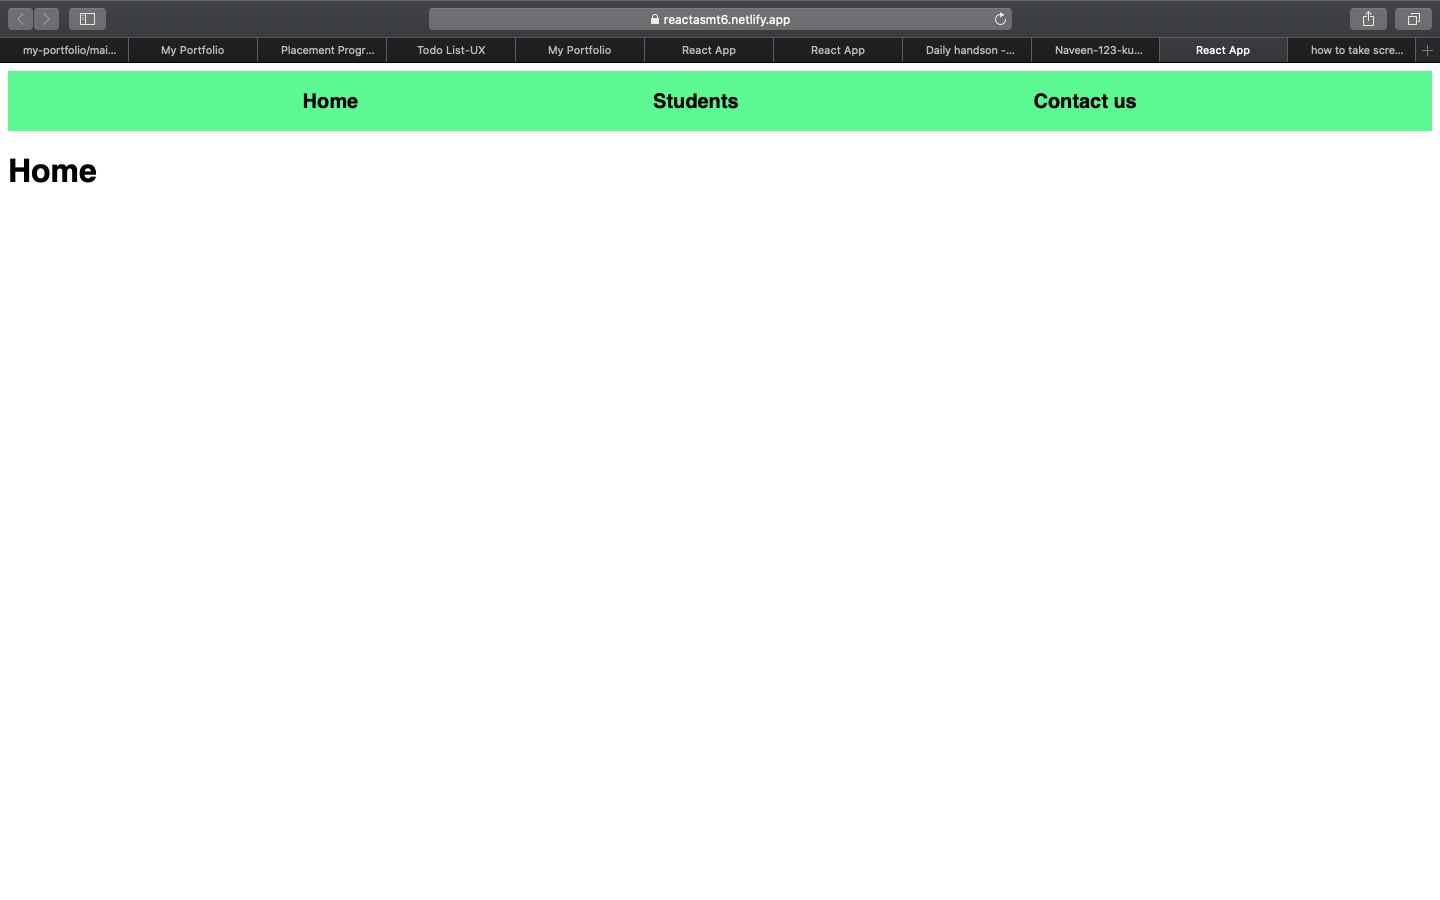 reactasmt6.netlify.app
my-portfolio/mai... My Portfolio Placement Progr... Todo List-UX My Portfolio React App React App Daily handson -... Naveen-123-ku... React App how to take scre...
Home Students Contact us
Home